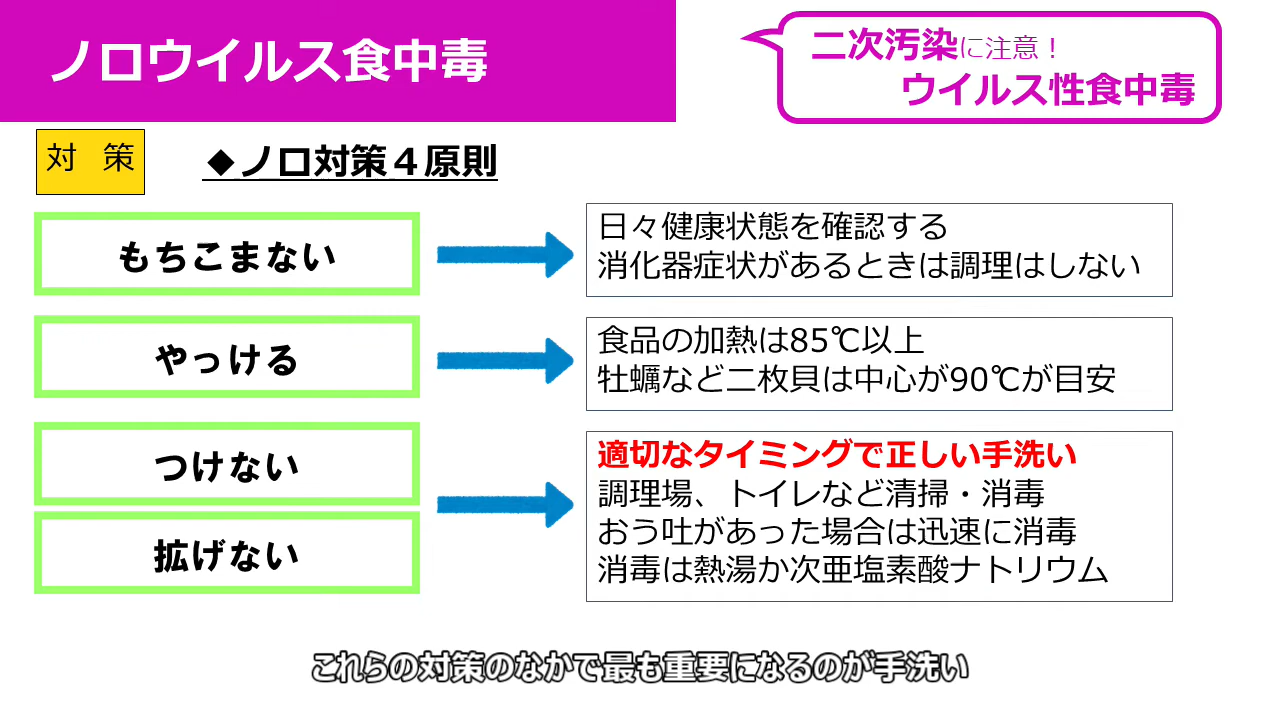 ノロウイルス食中毒
二次汚染に注意！
ウイルス性食中毒
対 策
◆ノロ対策４原則
もちこまない
日々健康状態を確認する
消化器症状があるときは調理はしない
やっける
食品の加熱は85℃以上
牡蠣など二枚貝は中心が90℃が目安
つけない
拡げない
適切なタイミングで正しい手洗い
調理場、トイレなど清掃・消毒
おう吐があった場合は迅速に消毒
消毒は熱湯か次亜塩素酸ナトリウム
これらの対策のなかで最も重要になるのが手洗い